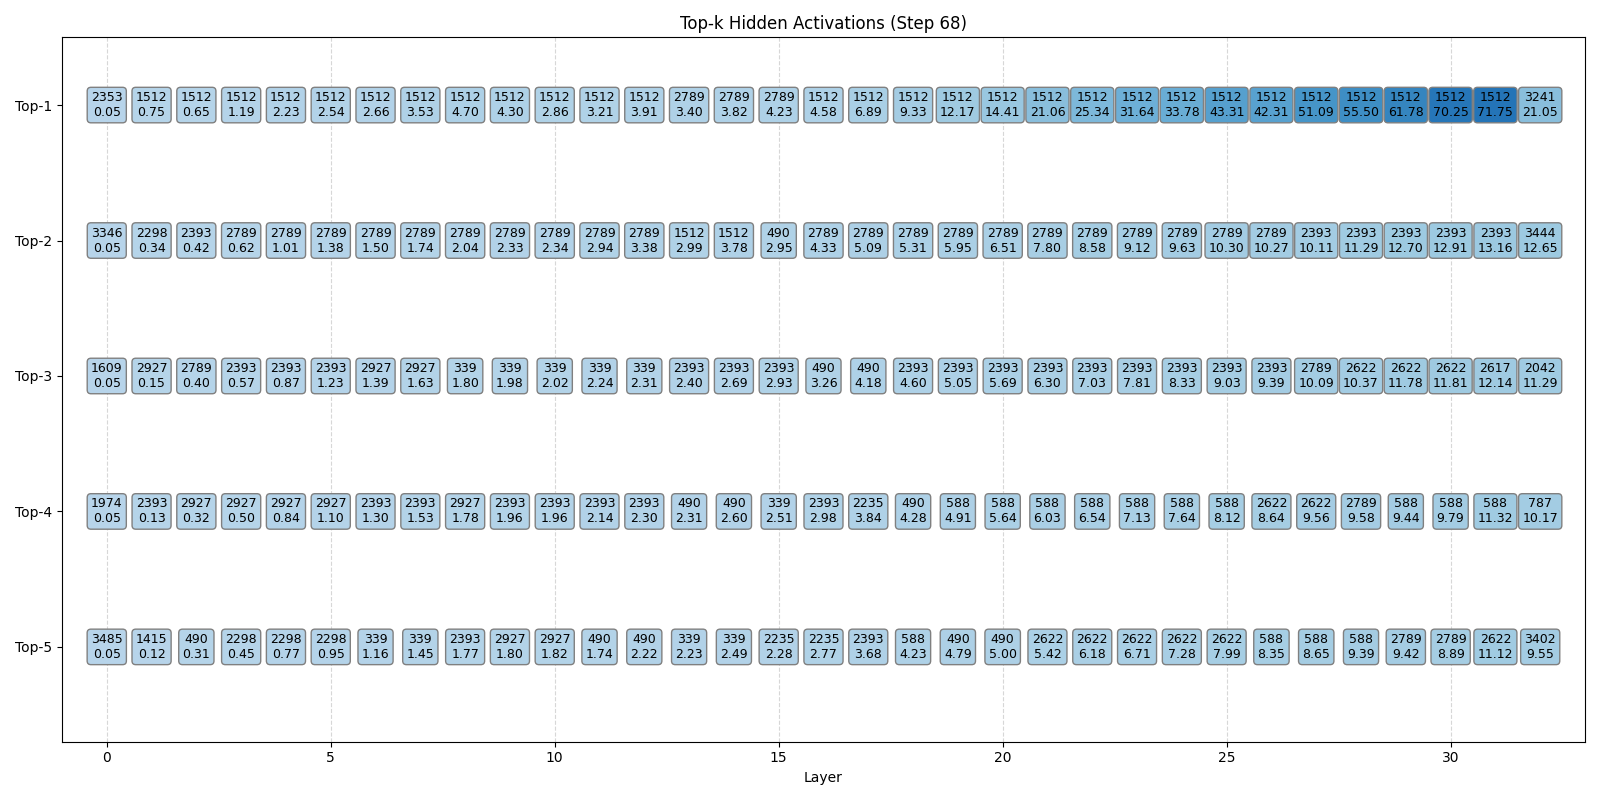 Top-k Hidden Activations (Step 68)
Top-1
2353 1512 1512 1512 1512 1512 1512 1512 1512 1512 1512 1512 1512 2789 2789 2789 1512 1512 1512 1512 1512 1512 1512 1512 1512 1512 1512 1512 1512 1512 1512 1512 3241
0.05 0.75 0.65 1.19 2.23 2.54 2.66 3.53 4.70 4.30 2.86 3.21 3.91 3.40 3.82 4.23 4.58 6.89 9.33 12.17 14.41 21.06 25.34 31.64 33.78 43.31 42.31 51.09 55.50 61.78 70.25 71.75 21.05
Top-2
3346 2298 2393 2789 2789 2789 2789 2789 2789 2789 2789 2789 2789 1512 1512 490 2789 2789 2789 2789 2789 2789 2789 2789 2789 2789 2789 2393 2393 2393 2393 2393 3444
0.05 0.34 0.42 0.62 1.01 1.38 1.50 1.74 2.04 2.33 2.34 2.94 3.38 2.99 3.78 2.95 4.33 5.09 5.31 5.95 6.51 7.80 8.58 9.12 9.63 10.30 10.27 10.11 11.29 12.70 12.91 13.16 12.65
Top-3
1609 2927 2789 2393 2393 2393 2927 2927 339 339 339 339 339 2393 2393 2393 490 490 2393 2393 2393 2393 2393 2393 2393 2393 2393 2789 2622 2622 2622 2617 2042
0.05 0.15 0.40 0.57 0.87 1.23 1.39 1.63 1.80 1.98 2.02 2.24 2.31 2.40 2.69 2.93 3.26 4.18 4.60 5.05 5.69 6.30 7.03 7.81 8.33 9.03 9.39 10.09 10.37 11.78 11.81 12.14 11.29
Top-4
1974 2393 2927 2927 2927 2927 2393 2393 2927 2393 2393 2393 2393 490 490 339 2393 2235 490 588 588 588 588 588 588 588 2622 2622 2789 588 588 588 787
0.05 0.13 0.32 0.50 0.84 1.10 1.30 1.53 1.78 1.96 1.96 2.14 2.30 2.31 2.60 2.51 2.98 3.84 4.28 4.91 5.64 6.03 6.54 7.13 7.64 8.12 8.64 9.56 9.58 9.44 9.79 11.32 10.17
Top-5
3485 1415 490 2298 2298 2298 339 339 2393 2927 2927 490 490 339 339 2235 2235 2393 588 490 490 2622 2622 2622 2622 2622 588 588 588 2789 2789 2622 3402
0.05 0.12 0.31 0.45 0.77 0.95 1.16 1.45 1.77 1.80 1.82 1.74 2.22 2.23 2.49 2.28 2.77 3.68 4.23 4.79 5.00 5.42 6.18 6.71 7.28 7.99 8.35 8.65 9.39 9.42 8.89 11.12 9.55
0 5 10 15 20 25 30
Layer